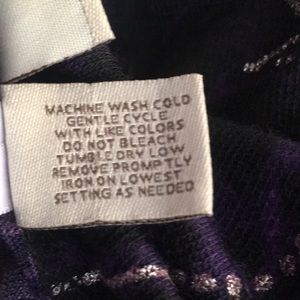 MACHINE WASH COLD
GENTLE CYCLE
WITH LIKE COLORS
DO NOT BLEACH
TUMBLE DRY LOW
REMOVE PROMPTLY
IRON ON LOWEST
SETTING AS NEEDED